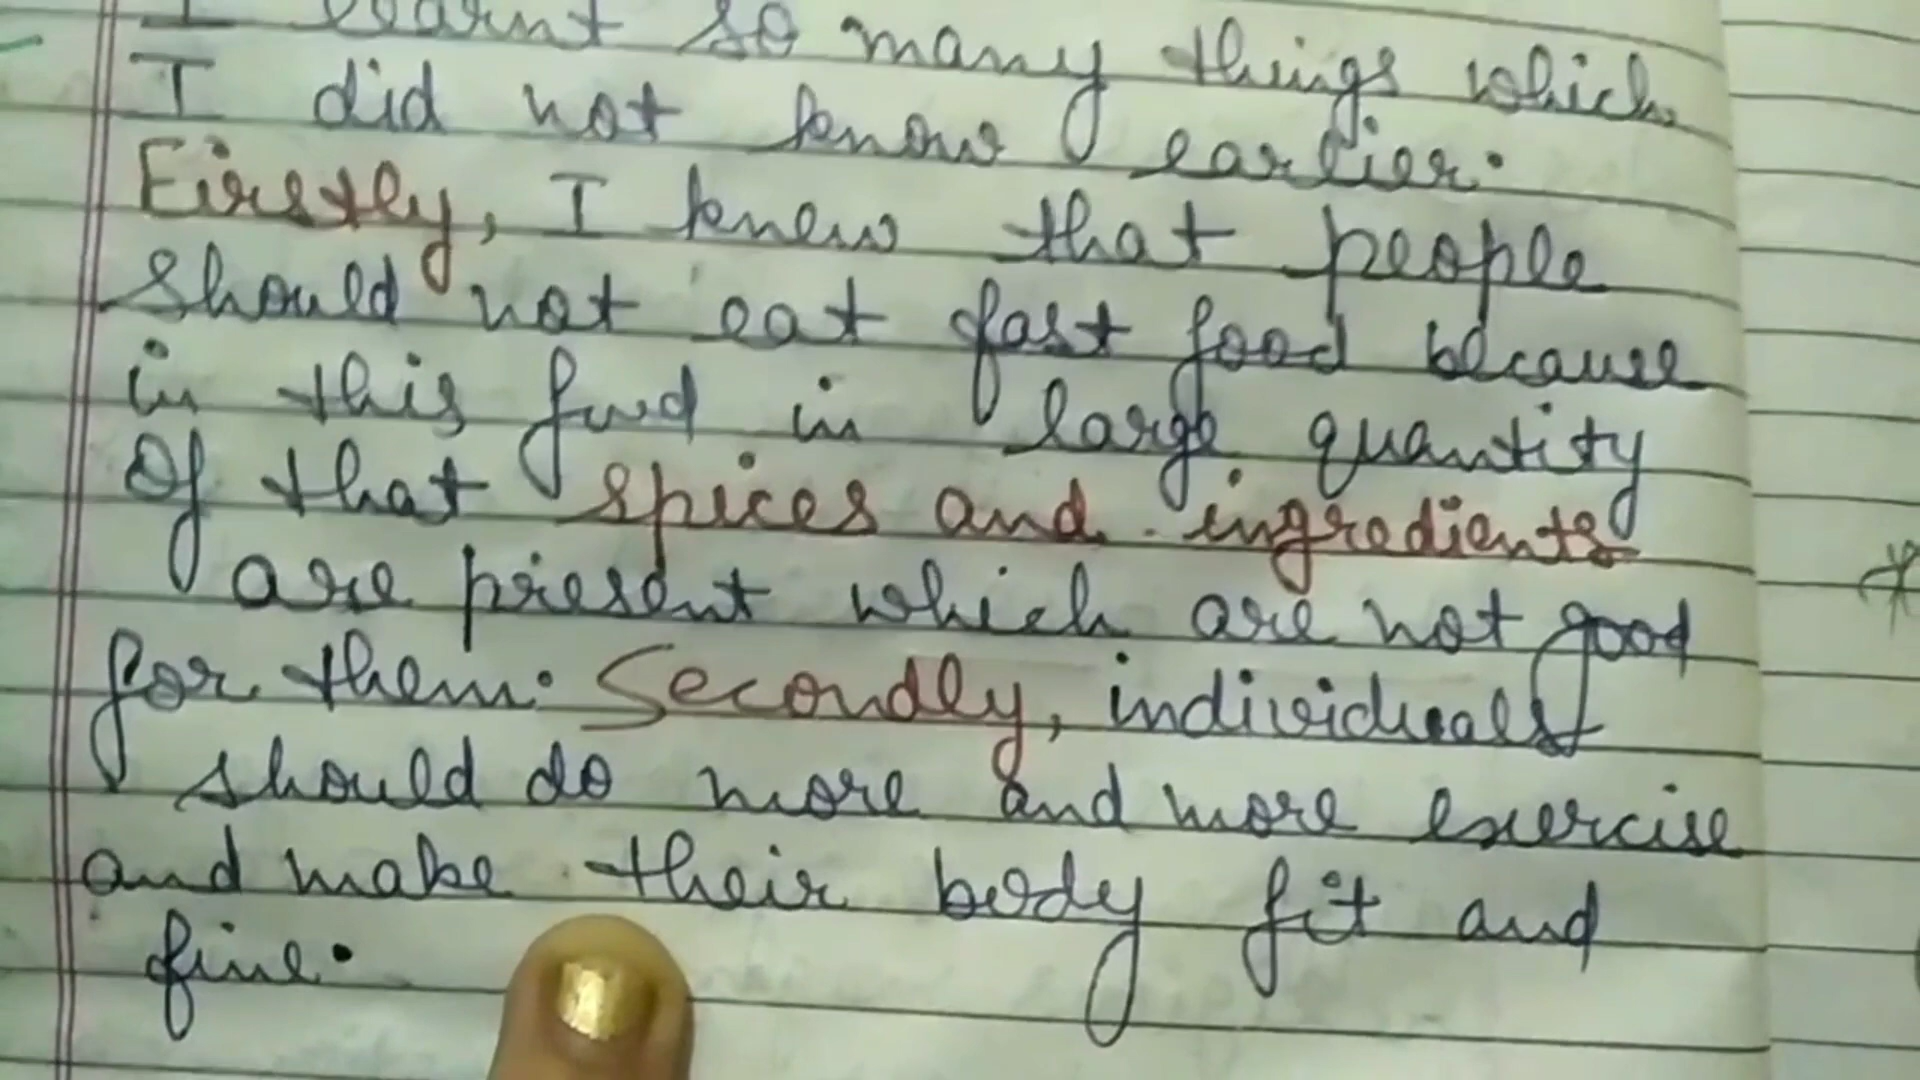 I learnt so many things which
I did not know earlier.
Firstly, I knew that people
should not eat fast food because
in this food in large quantity
of that spices and ingredients
are present which are not good
for them. Secondly, individuals
should do more and more exercise
and make their body fit and
fine.